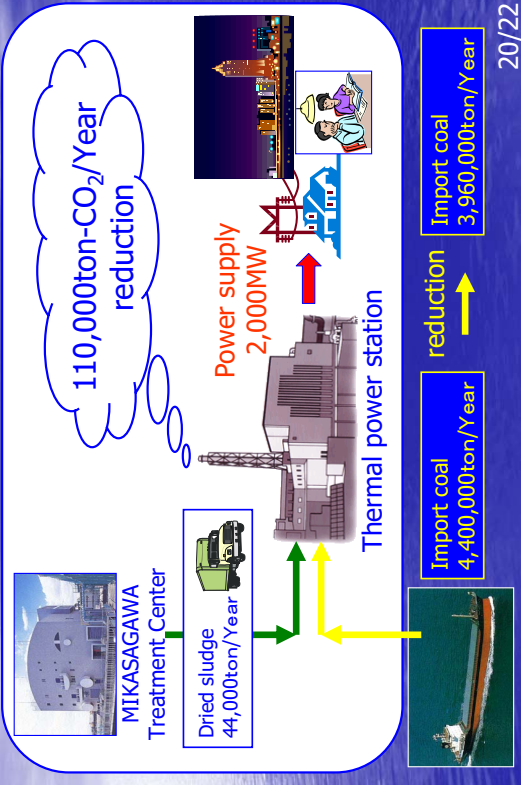 110,000ton-CO₂/Year
reduction
MIKASAGAWA
Treatment Center
Dried sludge
44,000ton/Year
Power supply
2,000MW
Thermal power station
Import coal
4,400,000ton/Year
reduction
Import coal
3,960,000ton/Year
20/22